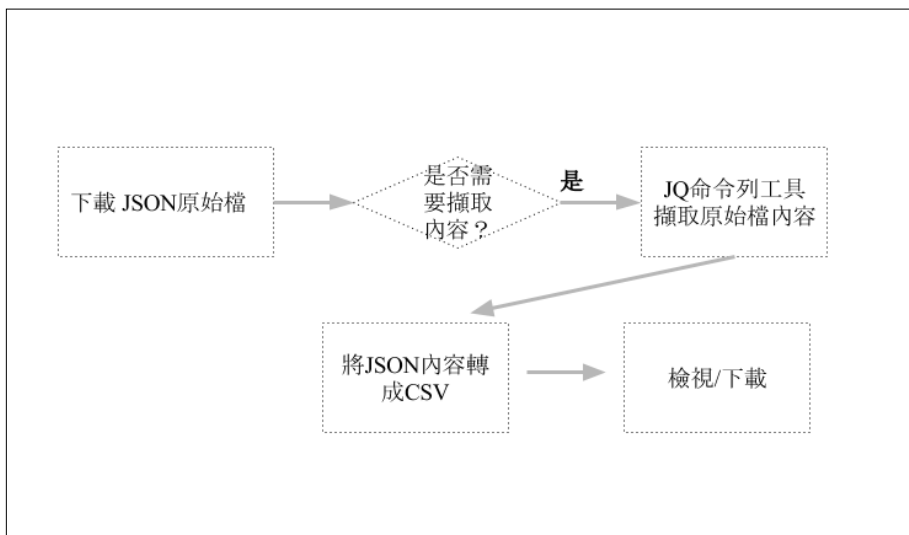 下載 JSON原始檔
是否需
要擷取
內容？
是
JQ命令列工具
擷取原始檔內容
將JSON內容轉
成CSV
檢視/下載